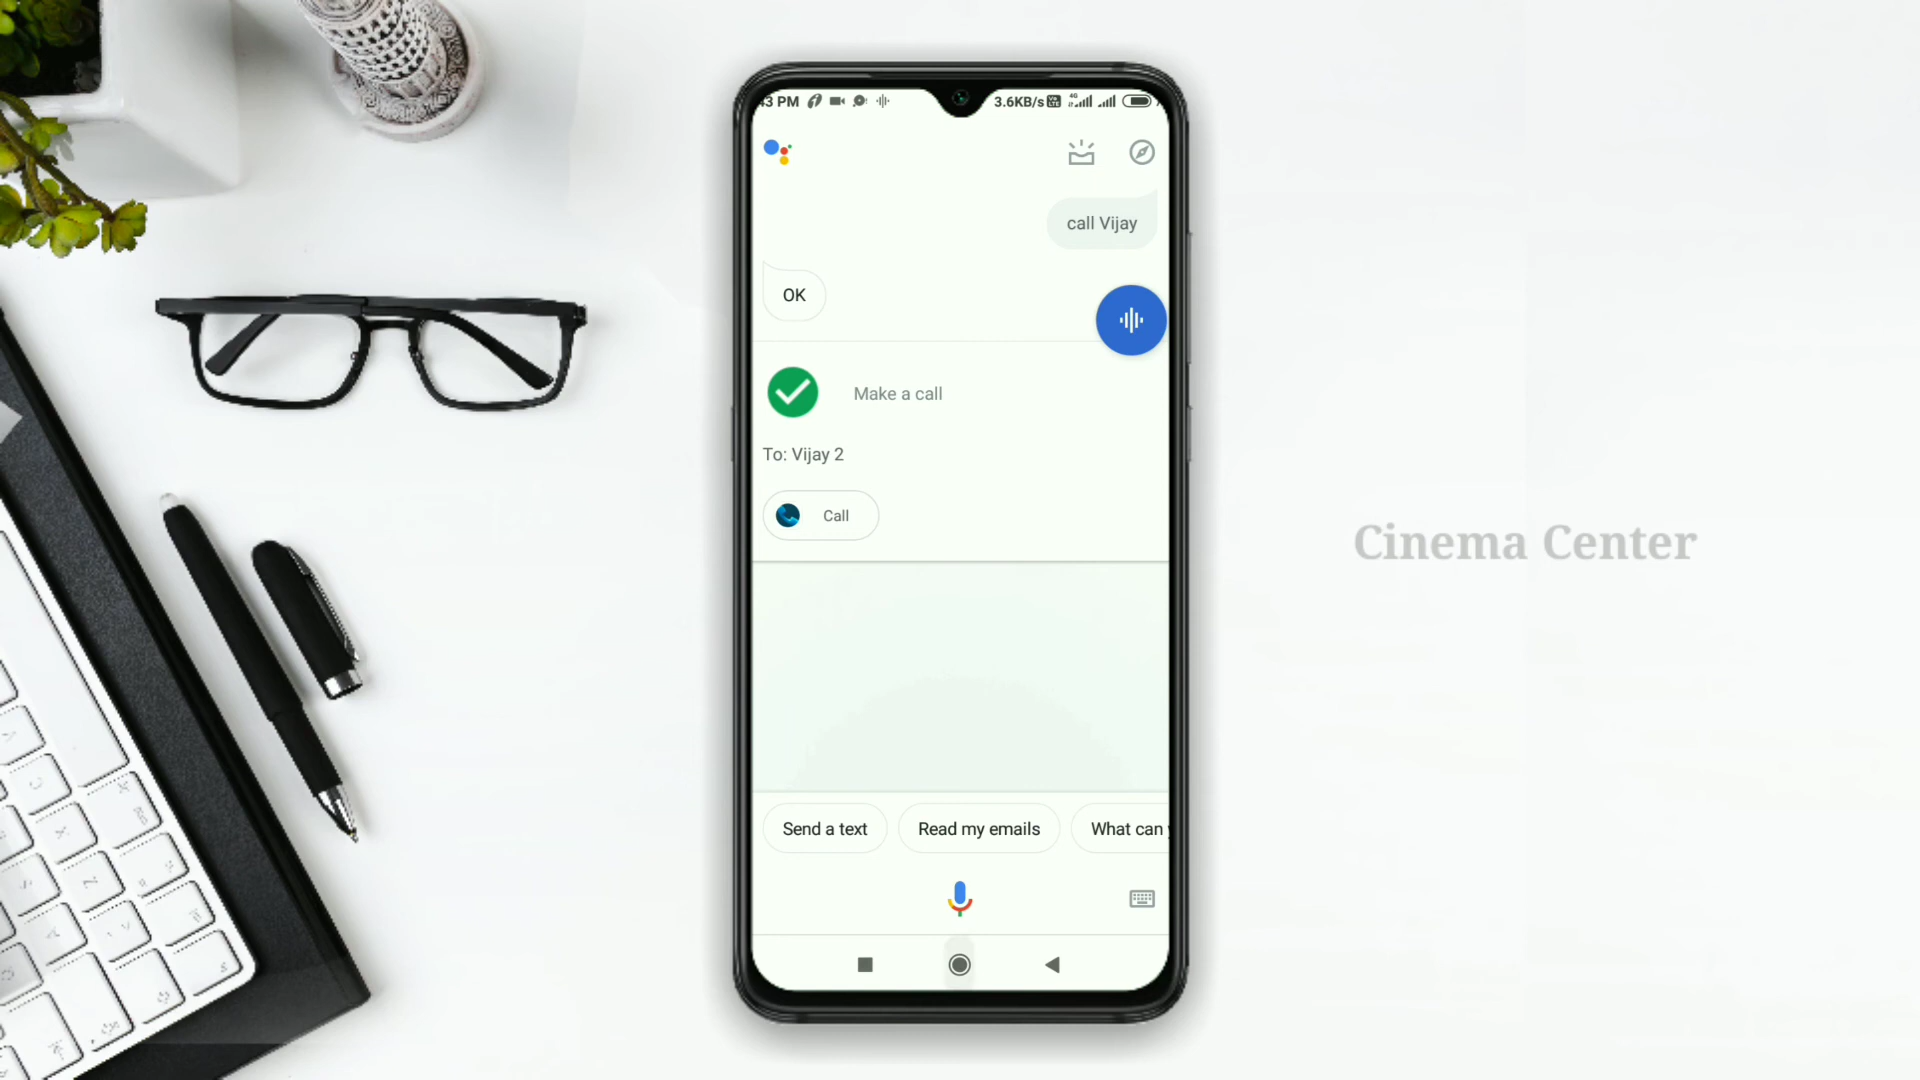 43 PM 3.6KB/s
call Vijay
OK
Make a call
To: Vijay 2
Call
Cinema Center
Send a text Read my emails What can